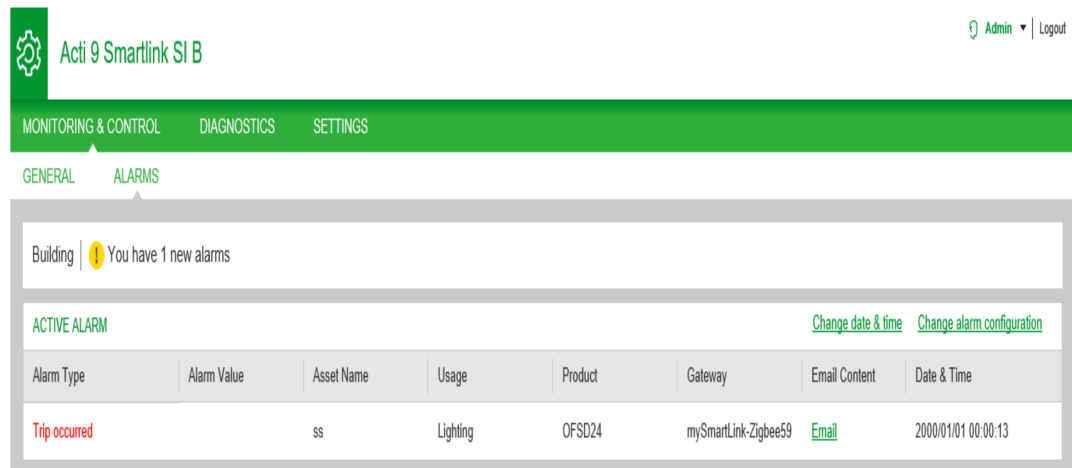 Admin ▼ | Logout
Acti 9 Smartlink SI B
MONITORING & CONTROL DIAGNOSTICS SETTINGS
GENERAL ALARMS
Building | ! You have 1 new alarms
ACTIVE ALARM Change date & time Change alarm configuration
Alarm Type Alarm Value Asset Name Usage Product Gateway Email Content Date & Time
Trip occurred ss Lighting OFSD24 mySmartLink-Zigbee59 Email 2000/01/01 00:00:13